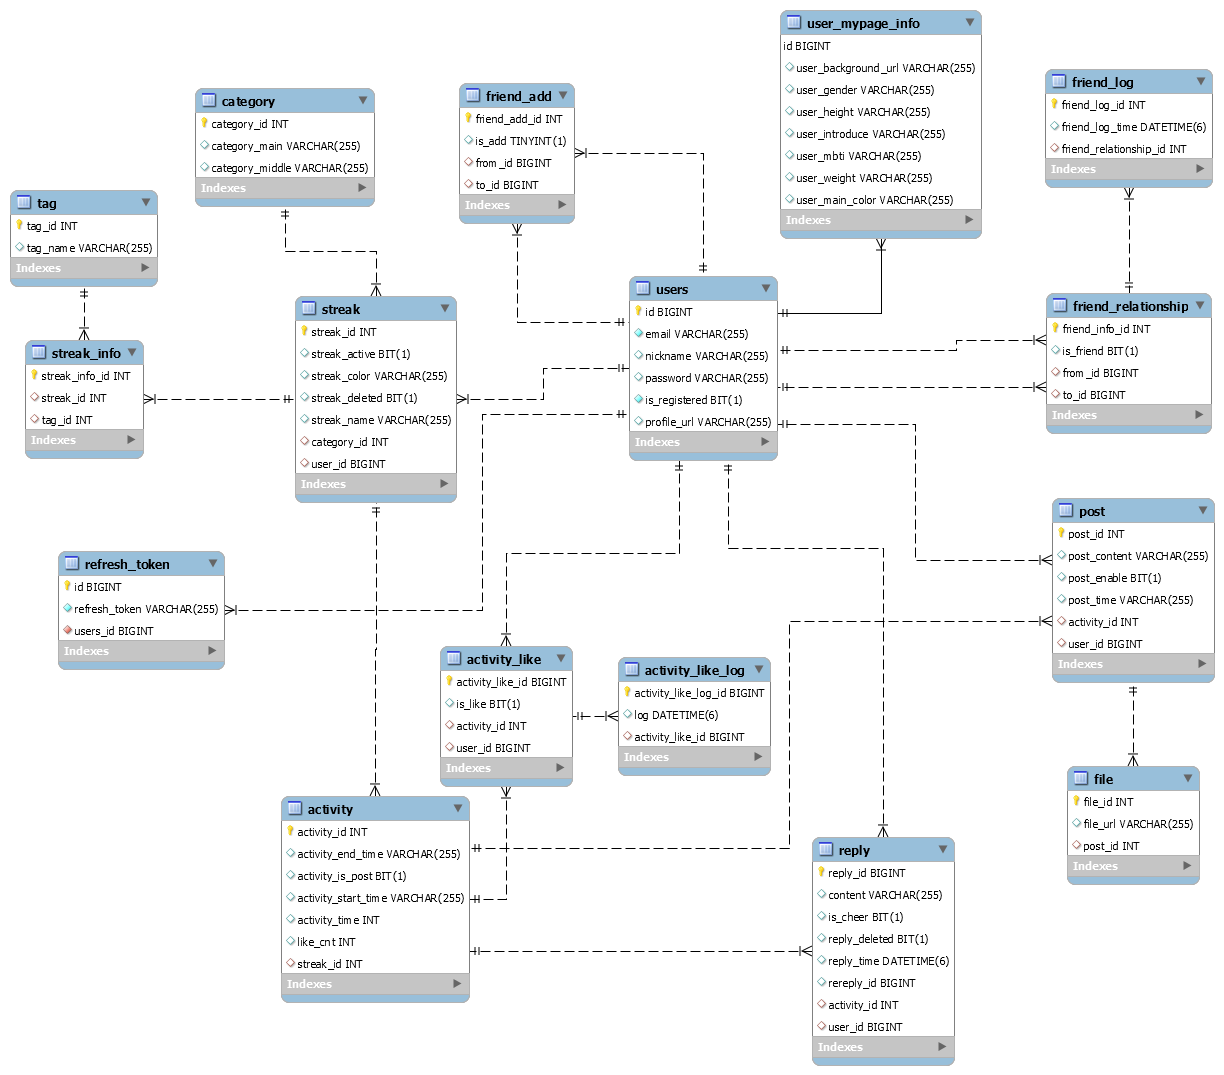 user_mypage_info
id BIGINT
user_background_url VARCHAR(255)
user_gender VARCHAR(255)
user_height VARCHAR(255)
user_introduce VARCHAR(255)
user_mbti VARCHAR(255)
user_weight VARCHAR(255)
user_main_color VARCHAR(255)
Indexes
friend_log
friend_log_id INT
friend_log_time DATETIME(6)
friend_relationship_id INT
Indexes
friend_add
friend_add_id INT
is_add TINYINT(1)
from_id BIGINT
to_id BIGINT
Indexes
category
category_id INT
category_main VARCHAR(255)
category_middle VARCHAR(255)
Indexes
tag
tag_id INT
tag_name VARCHAR(255)
Indexes
users
id BIGINT
email VARCHAR(255)
nickname VARCHAR(255)
password VARCHAR(255)
is_registered BIT(1)
profile_url VARCHAR(255)
Indexes
friend_relationship
friend_info_id INT
is_friend BIT(1)
from_id BIGINT
to_id BIGINT
Indexes
streak
streak_id INT
streak_active BIT(1)
streak_color VARCHAR(255)
streak_deleted BIT(1)
streak_name VARCHAR(255)
category_id INT
user_id BIGINT
Indexes
streak_info
streak_info_id INT
streak_id INT
tag_id INT
Indexes
post
post_id INT
post_content VARCHAR(255)
post_enable BIT(1)
post_time VARCHAR(255)
activity_id INT
user_id BIGINT
Indexes
refresh_token
id BIGINT
refresh_token VARCHAR(255)
users_id BIGINT
Indexes
activity_like
activity_like_id BIGINT
is_like BIT(1)
activity_id INT
user_id BIGINT
Indexes
activity_like_log
activity_like_log_id BIGINT
log DATETIME(6)
activity_like_id BIGINT
Indexes
file
file_id INT
file_url VARCHAR(255)
post_id INT
Indexes
activity
activity_id INT
activity_end_time VARCHAR(255)
activity_is_post BIT(1)
activity_start_time VARCHAR(255)
activity_time INT
like_cnt INT
streak_id INT
Indexes
reply
reply_id BIGINT
content VARCHAR(255)
is_cheer BIT(1)
reply_deleted BIT(1)
reply_time DATETIME(6)
rereply_id BIGINT
activity_id INT
user_id BIGINT
Indexes